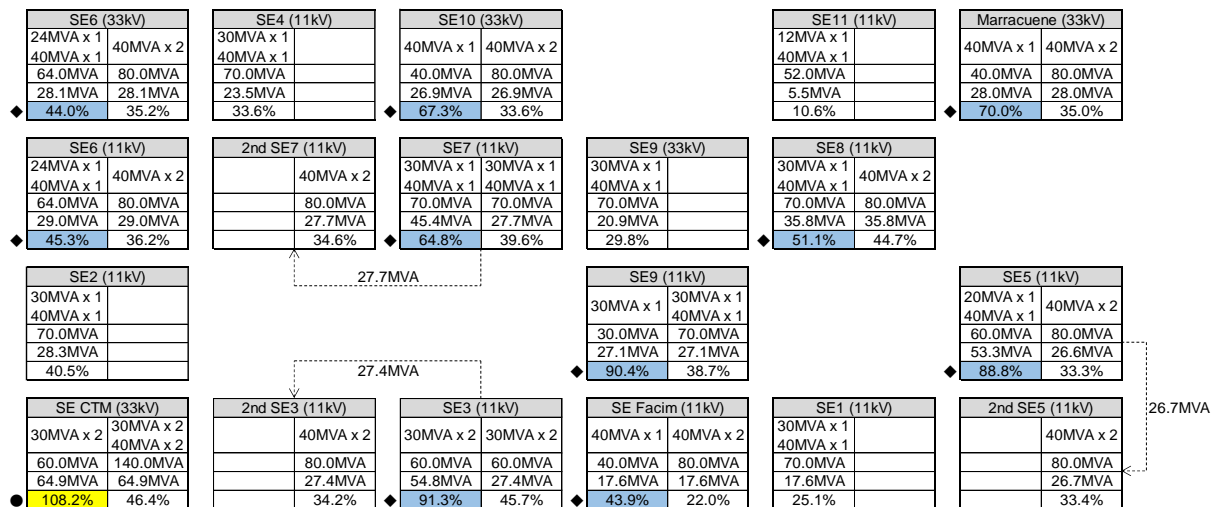 SE6 (33kV) SE4 (11kV) SE10 (33kV) SE11 (11kV) Marracuene (33kV)
24MVA x 1 30MVA x 1 12MVA x 1
40MVA x 2 40MVA x 1 40MVA x 2 40MVA x 1 40MVA x 2
40MVA x 1 40MVA x 1 40MVA x 1
64.0MVA 80.0MVA 70.0MVA 40.0MVA 80.0MVA 52.0MVA 40.0MVA 80.0MVA
28.1MVA 28.1MVA 23.5MVA 26.9MVA 26.9MVA 5.5MVA 28.0MVA 28.0MVA
◆ 44.0% 35.2% 33.6% ◆ 67.3% 33.6% 10.6% ◆ 70.0% 35.0%
SE6 (11kV) 2nd SE7 (11kV) SE7 (11kV) SE9 (33kV) SE8 (11kV)
24MVA x 1 30MVA x 1 30MVA x 1 30MVA x 1 30MVA x 1
40MVA x 2 40MVA x 2 40MVA x 2
40MVA x 1 40MVA x 1 40MVA x 1 40MVA x 1 40MVA x 1
64.0MVA 80.0MVA 80.0MVA 70.0MVA 70.0MVA 70.0MVA 70.0MVA 80.0MVA
29.0MVA 29.0MVA 27.7MVA 45.4MVA 27.7MVA 20.9MVA 35.8MVA 35.8MVA
◆ 45.3% 36.2% 34.6% ◆ 64.8% 39.6% 29.8% ◆ 51.1% 44.7%
27.7MVA
SE2 (11kV) SE9 (11kV) SE5 (11kV)
30MVA x 1 30MVA x 1 20MVA x 1
30MVA x 1 40MVA x 2
40MVA x 1 40MVA x 1 40MVA x 1
70.0MVA 30.0MVA 70.0MVA 60.0MVA 80.0MVA
28.3MVA 27.1MVA 27.1MVA 53.3MVA 26.6MVA
40.5% 27.4MVA ◆ 90.4% 38.7% ◆ 88.8% 33.3%
SE CTM (33kV) 2nd SE3 (11kV) SE3 (11kV) SE Facim (11kV) SE1 (11kV) 2nd SE5 (11kV) 26.7MVA
30MVA x 2 30MVA x 1
30MVA x 2 40MVA x 2 30MVA x 2 30MVA x 2 40MVA x 1 40MVA x 2 40MVA x 2
40MVA x 2 40MVA x 1
60.0MVA 140.0MVA 80.0MVA 60.0MVA 60.0MVA 40.0MVA 80.0MVA 70.0MVA 80.0MVA
64.9MVA 64.9MVA 27.4MVA 54.8MVA 27.4MVA 17.6MVA 17.6MVA 17.6MVA 26.7MVA
● 108.2% 46.4% 34.2% ◆ 91.3% 45.7% ◆ 43.9% 22.0% 25.1% 33.4%